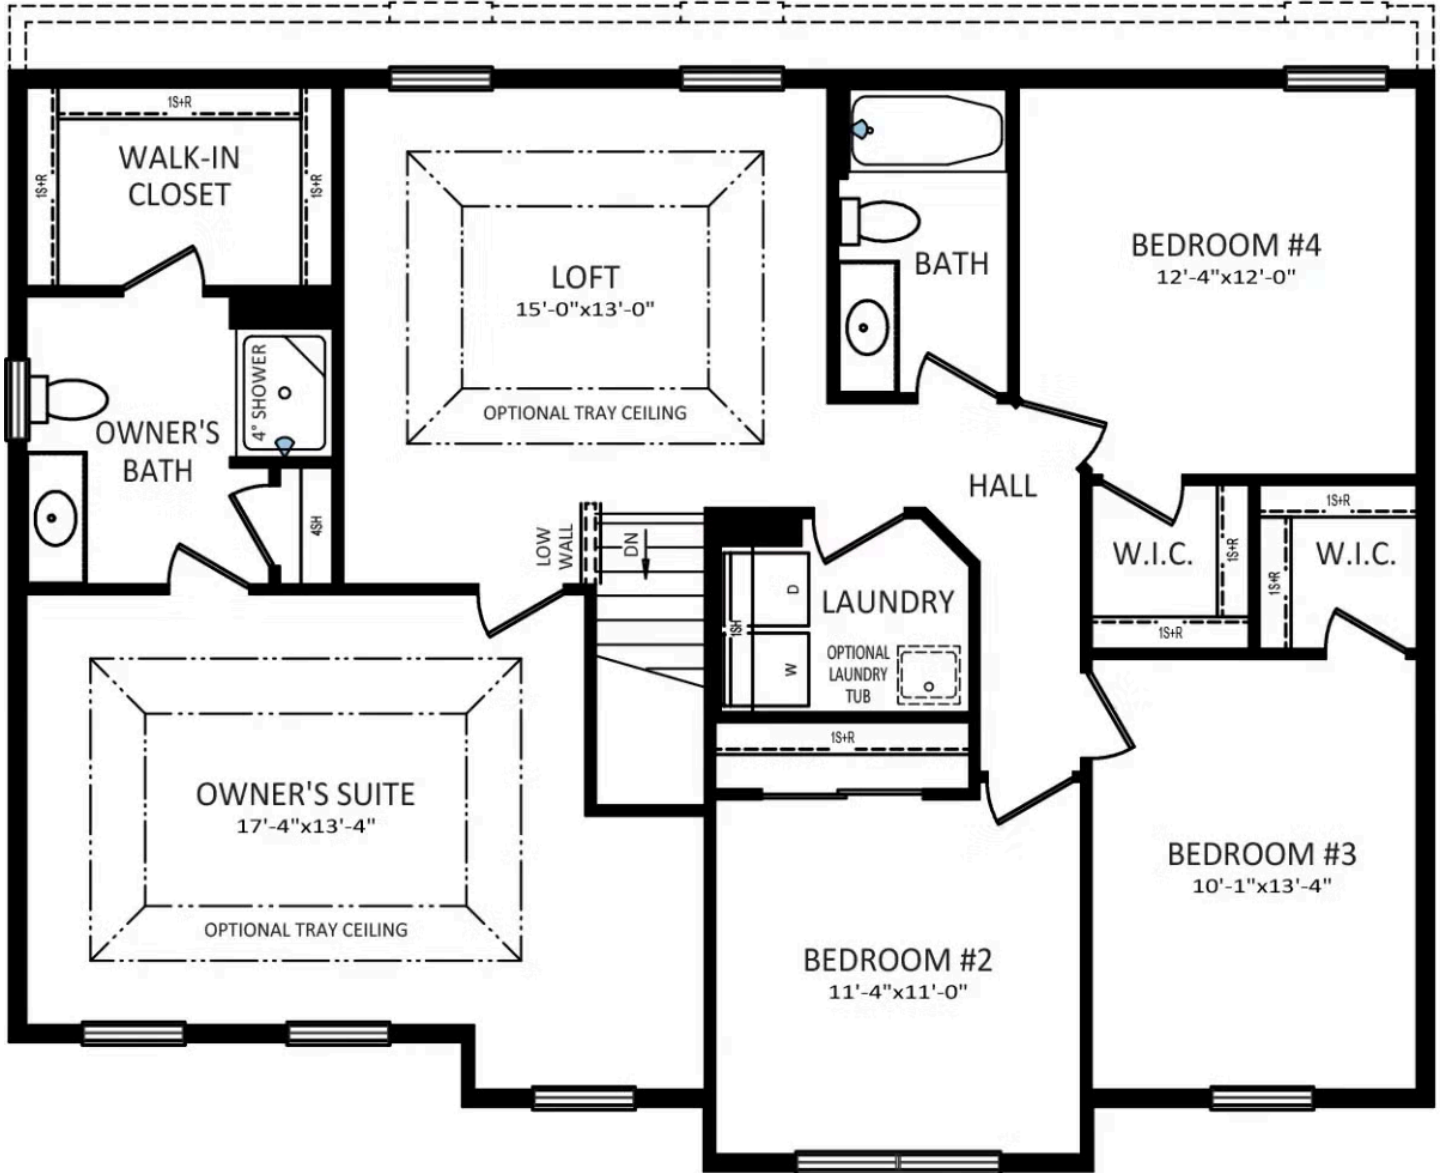 1S+R
1S+R
1S+R
WALK-IN
CLOSET
LOFT
15'-0"x13'-0"
OPTIONAL TRAY CEILING
BATH
BEDROOM #4
12'-4"x12'-0"
4° SHOWER
OWNER'S
BATH
4SH
LOW
WALL
DN
HALL
W.I.C.
1S+R
1S+R
1S+R
1S+R
W.I.C.
D
W
1SH
LAUNDRY
OPTIONAL
LAUNDRY
TUB
1S+R
OWNER'S SUITE
17'-4"x13'-4"
OPTIONAL TRAY CEILING
BEDROOM #3
10'-1"x13'-4"
BEDROOM #2
11'-4"x11'-0"